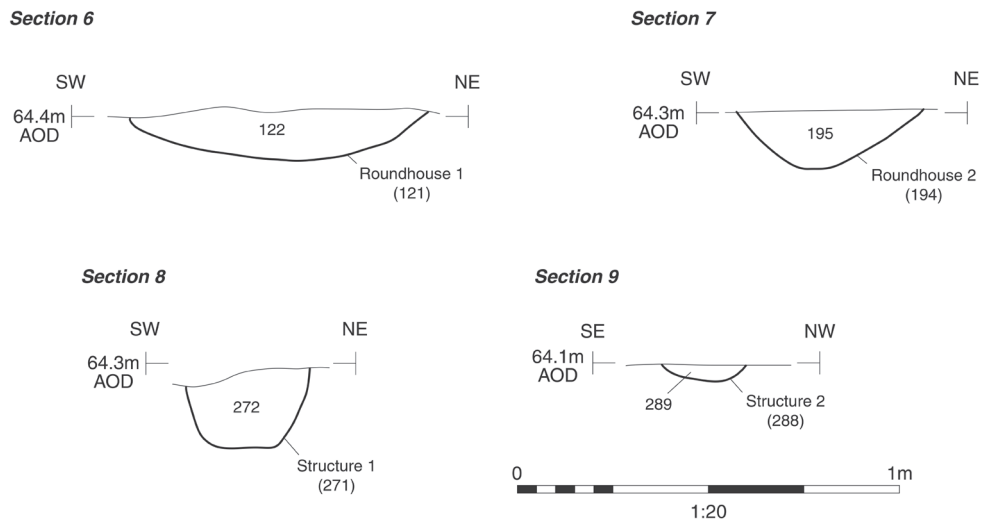 Section 6
SW
NE
64.4m
AOD
122
Roundhouse 1
(121)
Section 7
SW
NE
64.3m
AOD
195
Roundhouse 2
(194)
Section 8
SW
NE
64.3m
AOD
272
Structure 1
(271)
Section 9
SE
NW
64.1m
AOD
289
Structure 2
(288)
0
1m
1:20